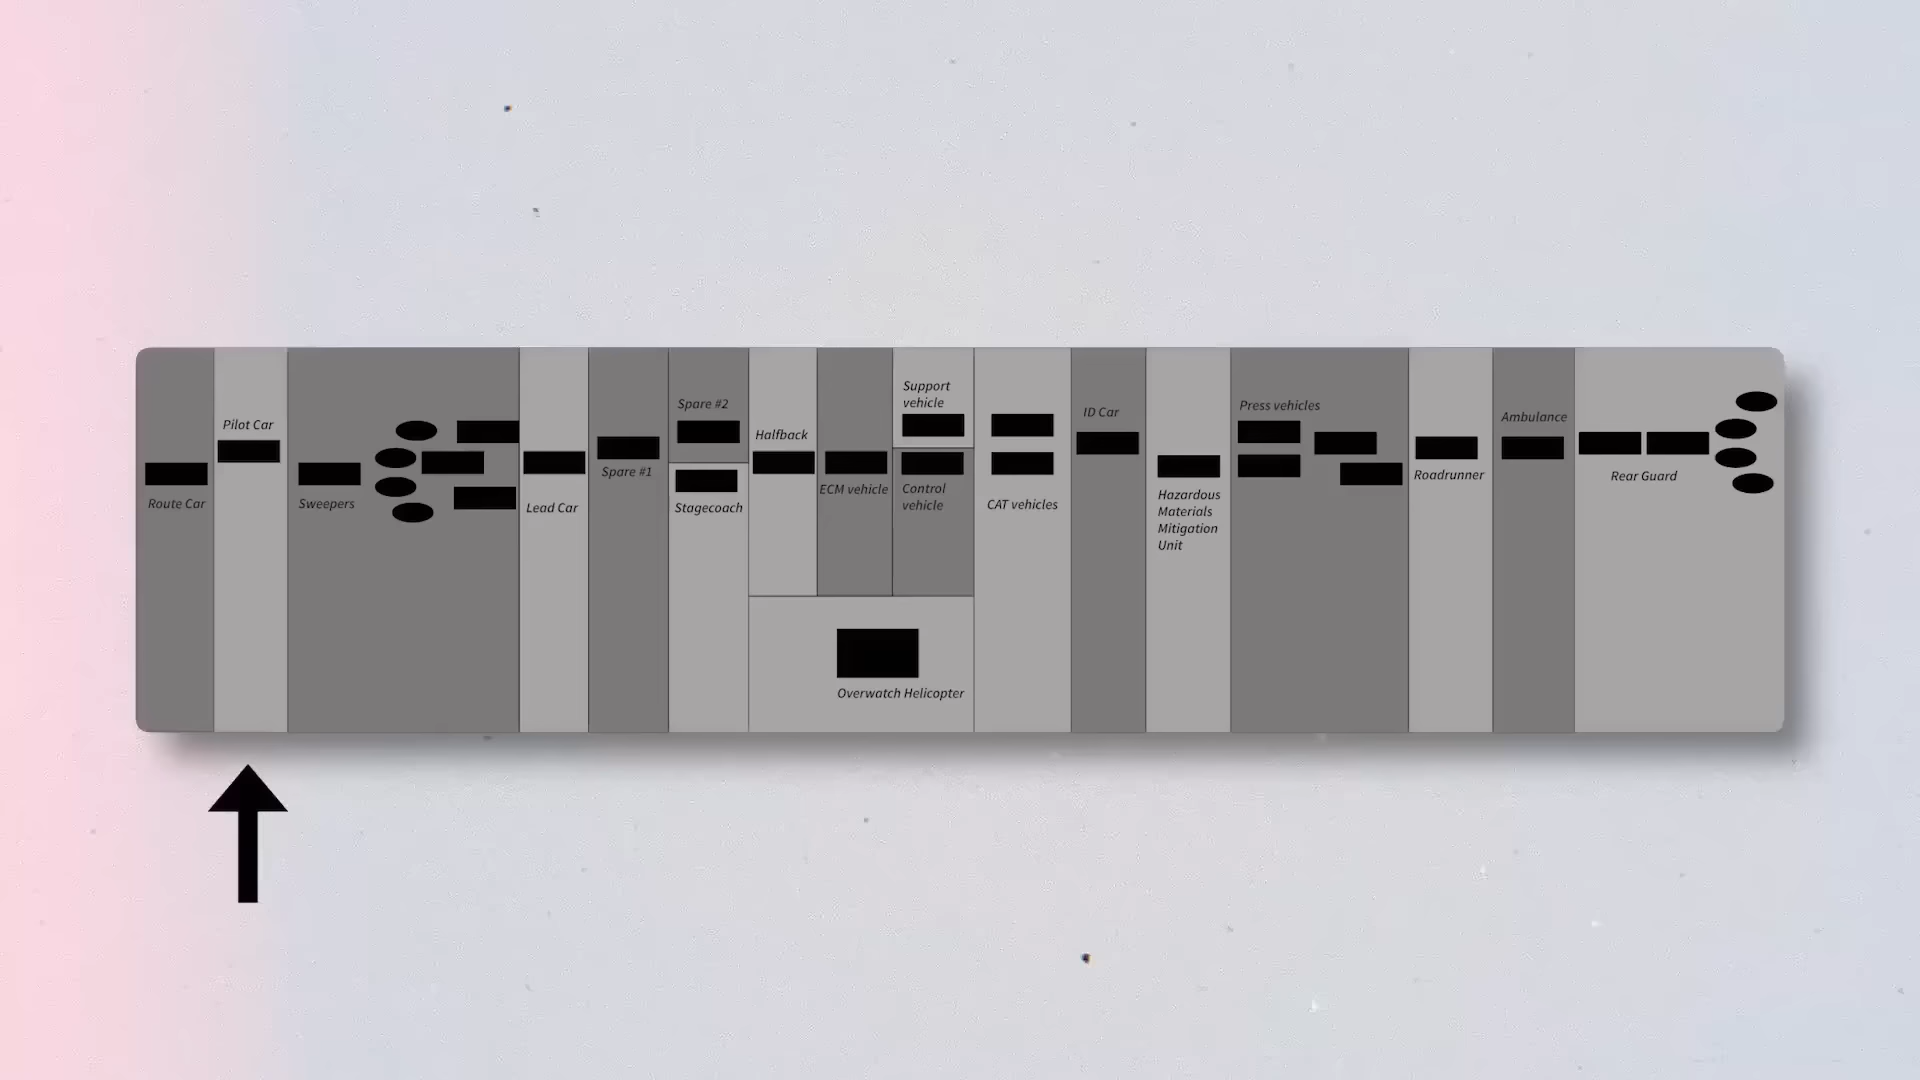 Route Car
Pilot Car
Sweepers
Lead Car
Spare #1
Spare #2
Stagecoach
Halfback
ECM vehicle
Support
vehicle
Control
vehicle
Overwatch Helicopter
CAT vehicles
ID Car
Hazardous
Materials
Mitigation
Unit
Press vehicles
Roadrunner
Ambulance
Rear Guard